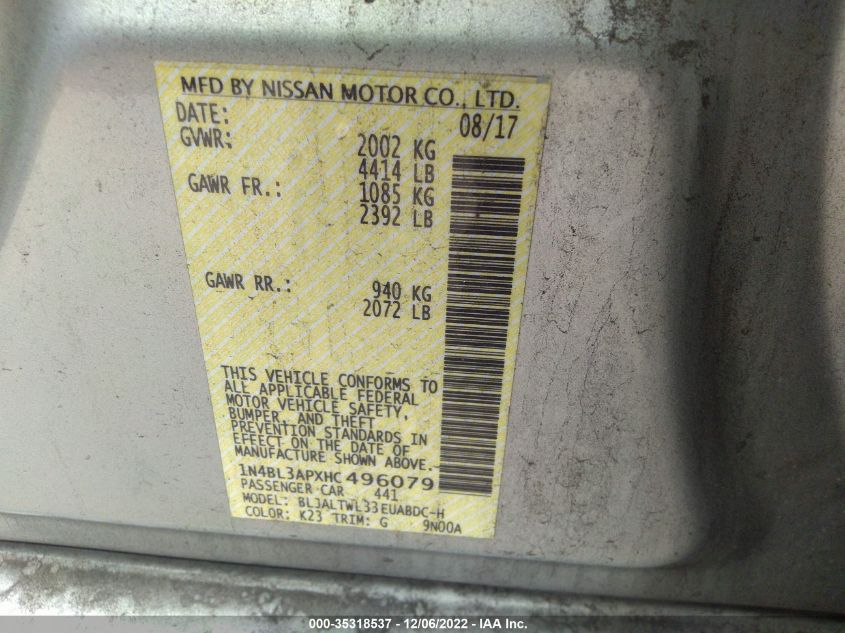 MFD BY NISSAN MOTOR CO., LTD.
DATE: 08/17
GVWR: 2002 KG
4414 LB
GAWR FR.: 1085 KG
2392 LB
GAWR RR.: 940 KG
2072 LB
THIS VEHICLE CONFORMS TO
ALL APPLICABLE FEDERAL
MOTOR VEHICLE SAFETY,
BUMPER, AND THEFT
PREVENTION STANDARDS IN
EFFECT ON THE DATE OF
MANUFACTURE SHOWN ABOVE.
1N4BL3APXHC496079
PASSENGER CAR 441
MODEL: BL3ALTWL33EUABDC-H
COLOR: K23 TRIM: G 9N00A
000-35318537 - 12/06/2022 - IAA Inc.